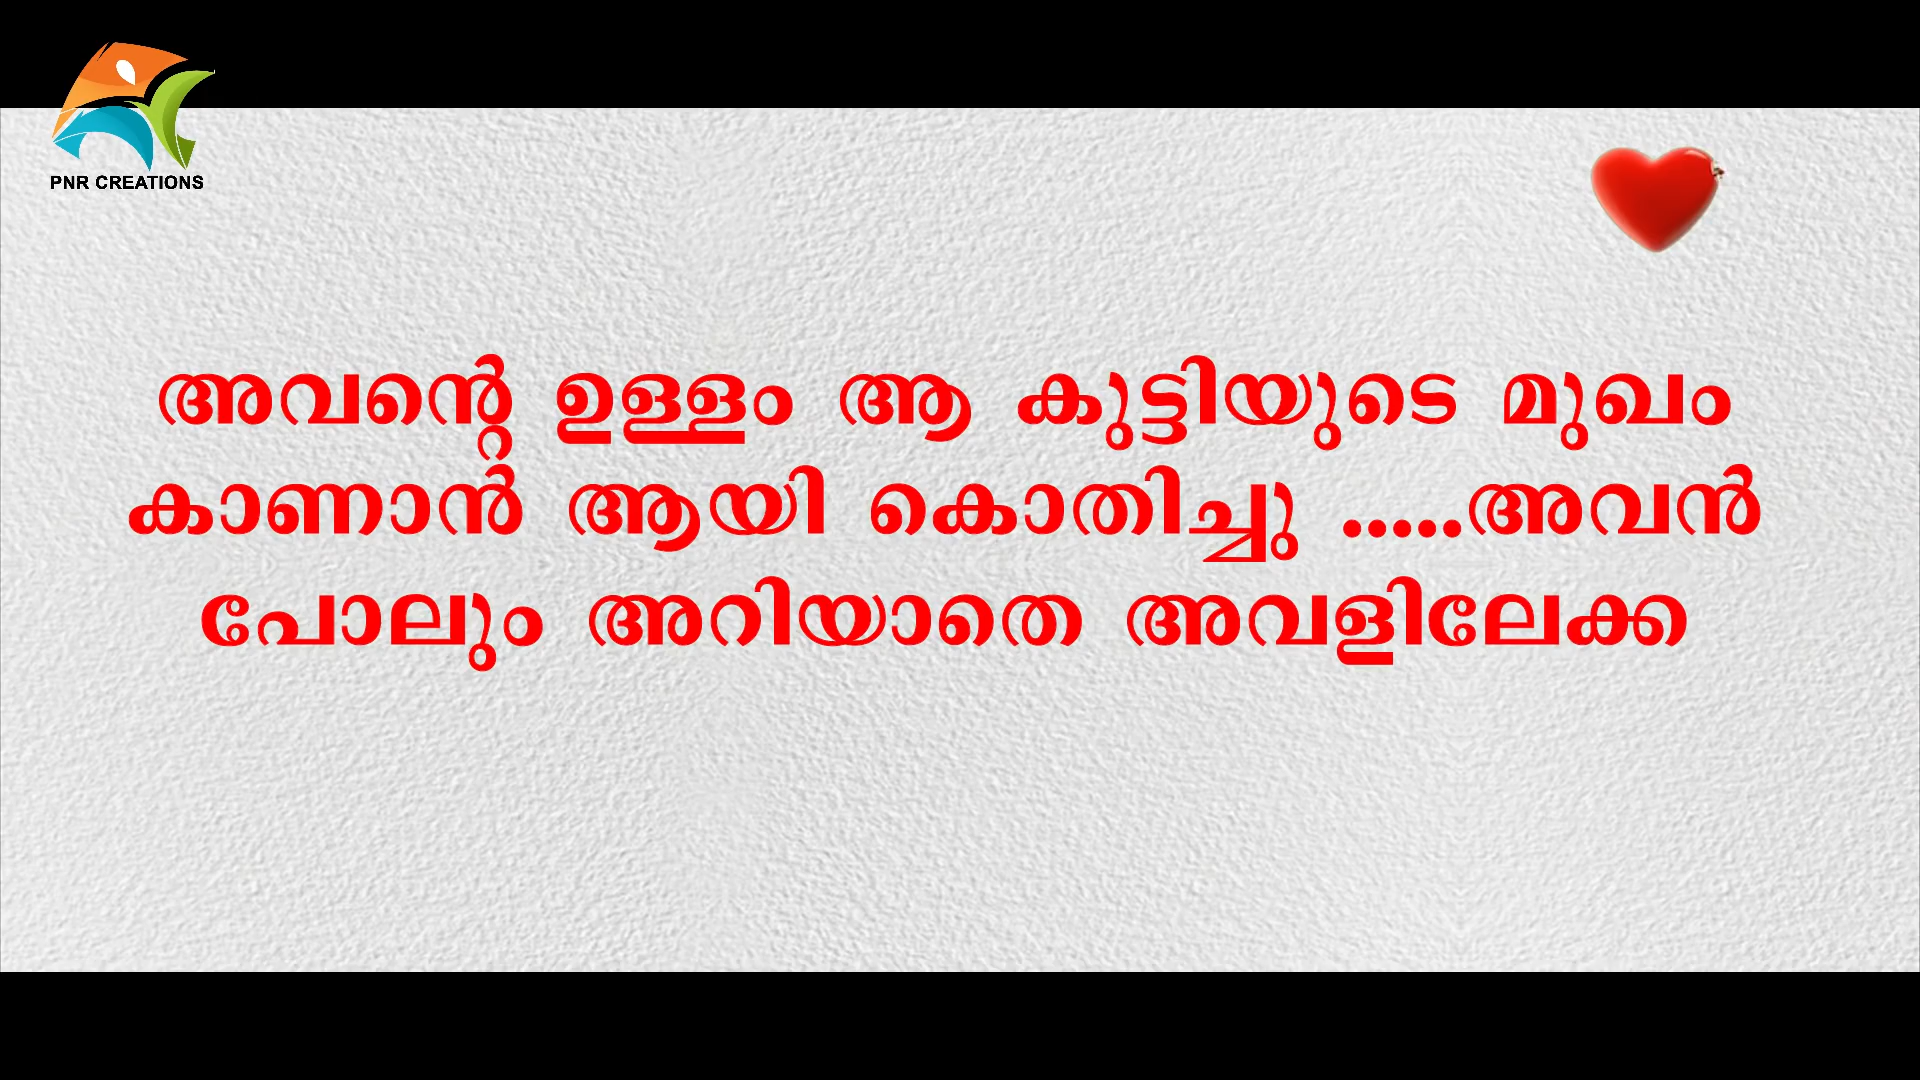 PNR CREATIONS
അവന്റെ ഉള്ളം ആ കുട്ടിയുടെ മുഖം
കാണാൻ ആയി കൊതിച്ചു .....അവൻ
പോലും അറിയാതെ അവളിലേക്ക